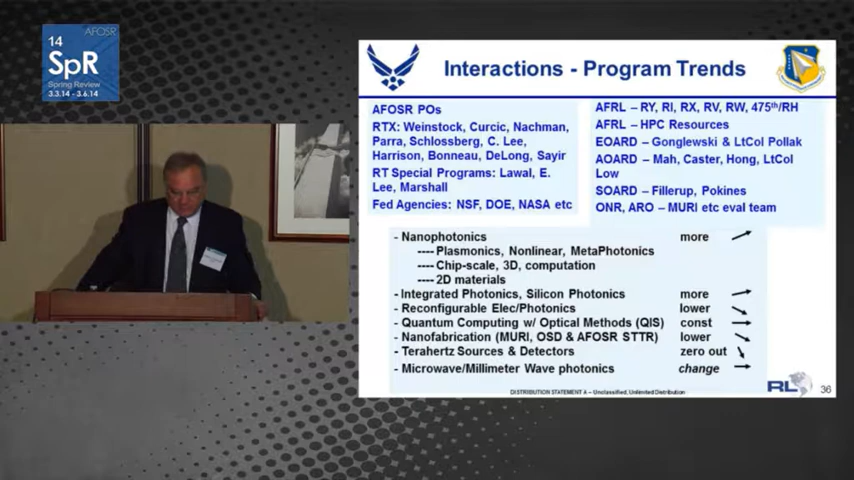 AFOSR
14
SpR
Spring Review
3.3.14 - 3.6.14
Interactions - Program Trends
AFOSR POs
RTX: Weinstock, Curcic, Nachman,
Parra, Schlossberg, C. Lee,
Harrison, Bonneau, DeLong, Sayir
RT Special Programs: Lawal, E.
Lee, Marshall
Fed Agencies: NSF, DOE, NASA etc
AFRL – RY, RI, RX, RV, RW, 475th/RH
AFRL – HPC Resources
EOARD – Gonglewski & LtCol Pollak
AOARD – Mah, Caster, Hong, LtCol
Low
SOARD – Fillerup, Pokines
ONR, ARO – MURI etc eval team
- Nanophotonics more
---- Plasmonics, Nonlinear, MetaPhotonics
---- Chip-scale, 3D, computation
---- 2D materials
- Integrated Photonics, Silicon Photonics more
- Reconfigurable Elec/Photonics lower
- Quantum Computing w/ Optical Methods (QIS) const
- Nanofabrication (MURI, OSD & AFOSR STTR) lower
- Terahertz Sources & Detectors zero out
- Microwave/Millimeter Wave photonics change
DISTRIBUTION STATEMENT A – Unclassified, Unlimited Distribution
36